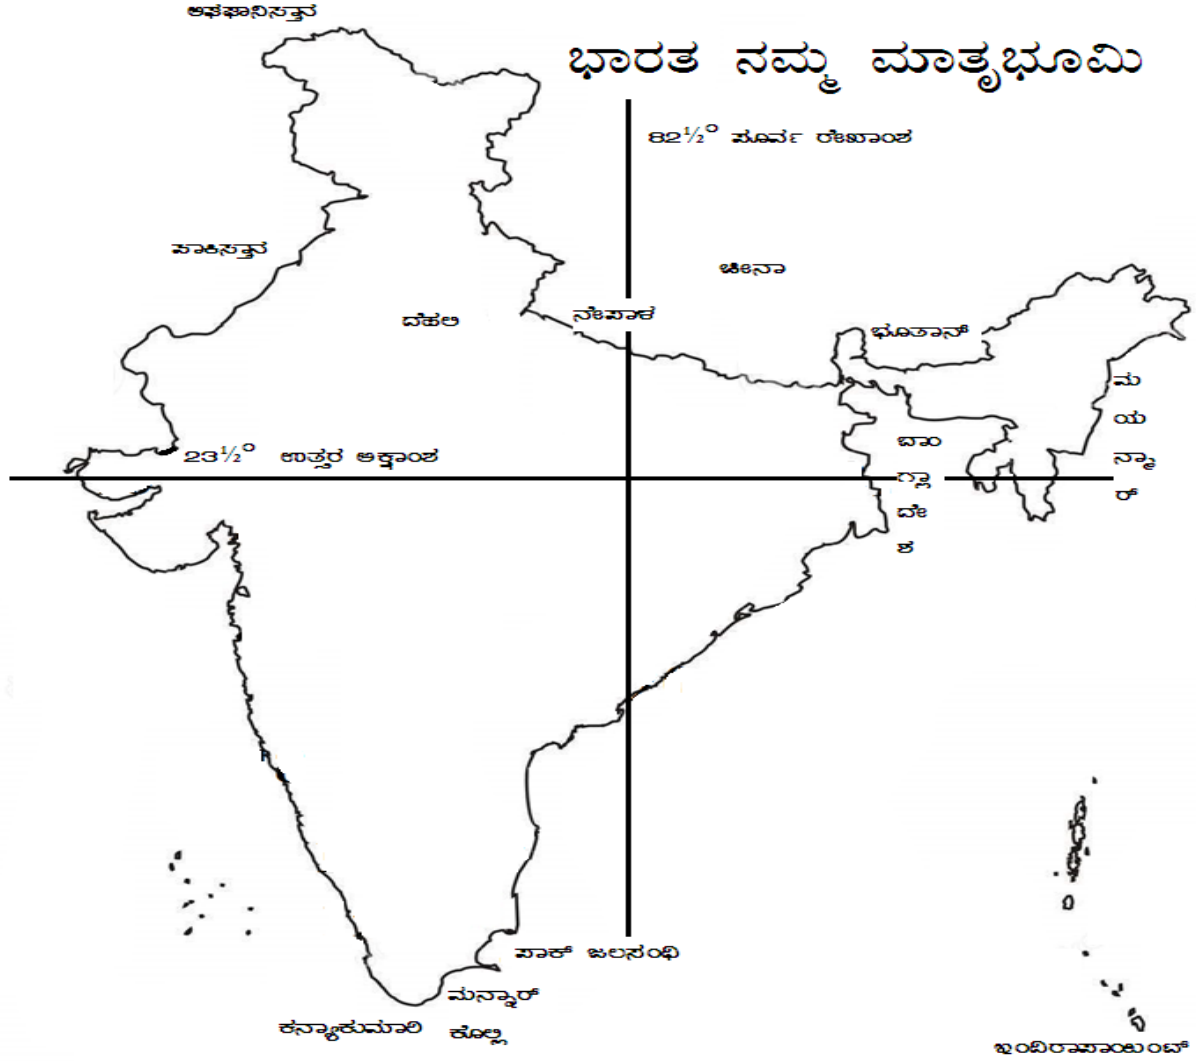 ಅಫಘಾನಿಸ್ತಾನ
ಭಾರತ ನಮ್ಮ ಮಾತೃಭೂಮಿ
82½° ಪೂರ್ವ ರೇಖಾಂಶ
ಪಾಕಿಸ್ತಾನ
ಚೀನಾ
ನೇಪಾಳ
ದೆಹಲಿ
ಭೂತಾನ್
ಮ
ಯ
ನ್ಮಾ
ರ್
ಬಾಂ
ಗ್ಲಾ
ದೇ
ಶ
23½° ಉತ್ತರ ಅಕ್ಷಾಂಶ
ಪಾಕ್ ಜಲಸಂಧಿ
ಮನ್ನಾರ್
ಕೊಲ್ಲಿ
ಕನ್ಯಾಕುಮಾರಿ
ಇಂದಿರಾಪಾಯಿಂಟ್